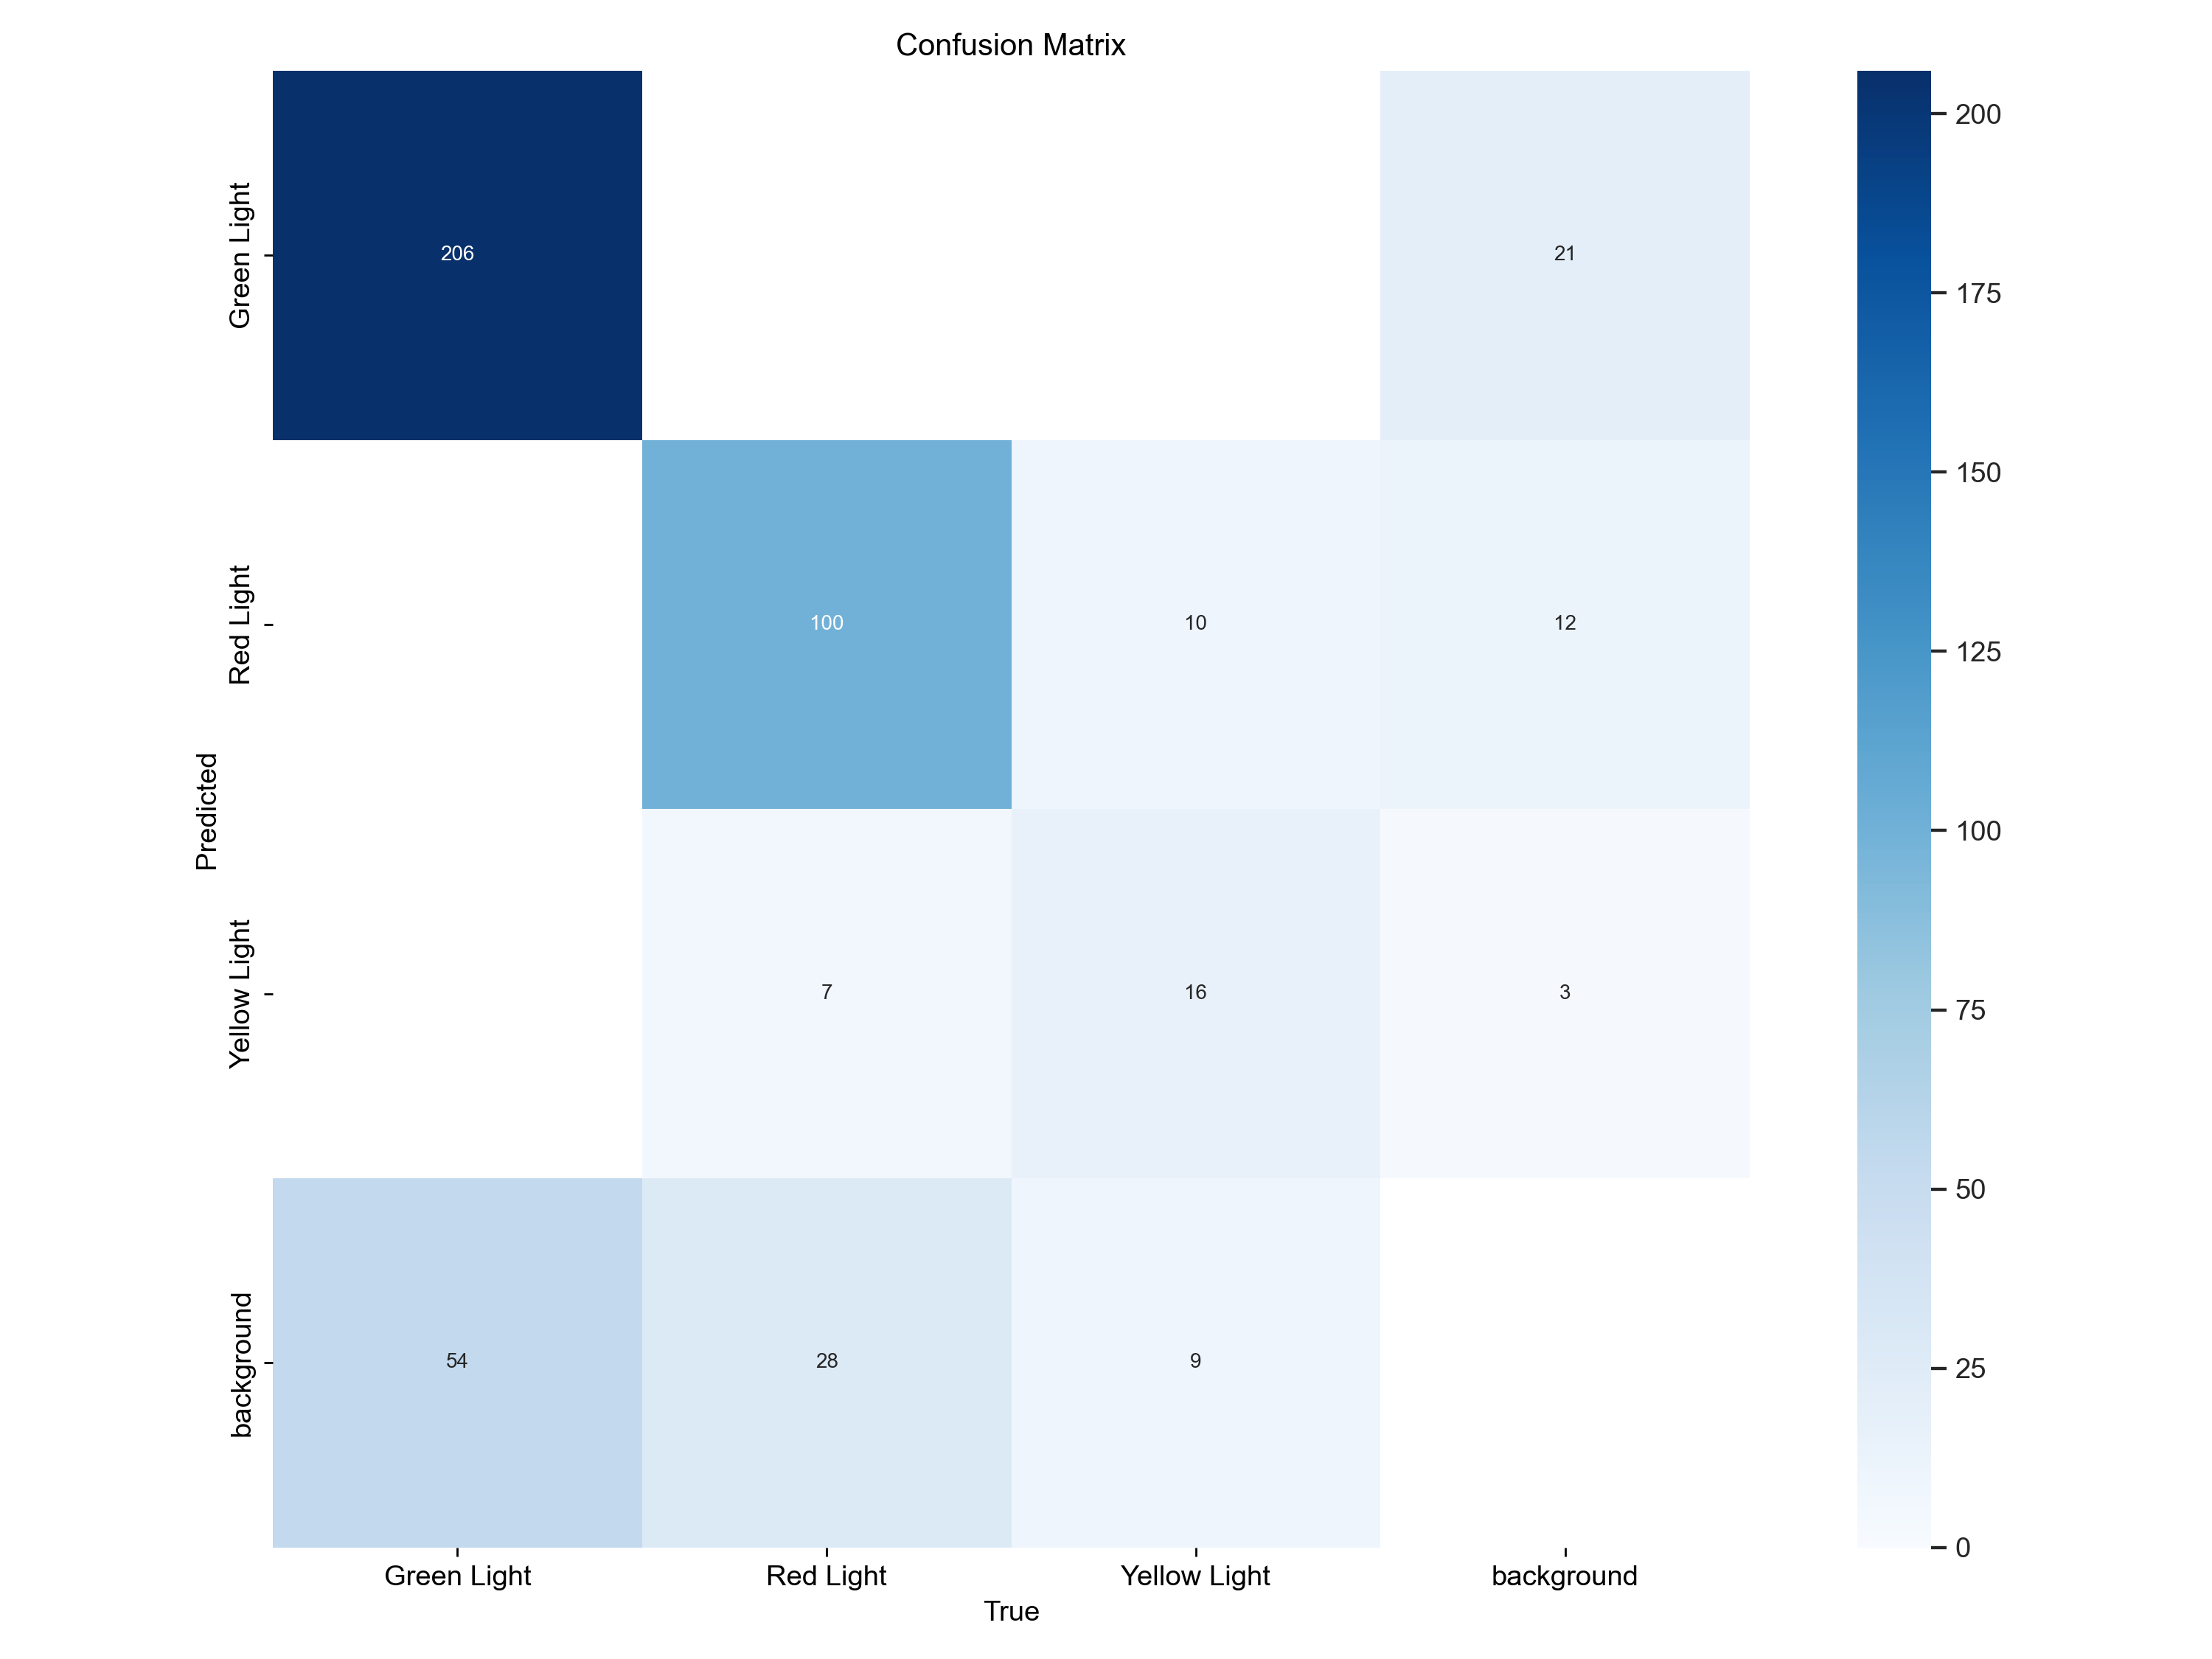 Confusion Matrix
Green Light
206
21
200
175
Red Light
100
10
12
150
125
Predicted
Yellow Light
7
16
3
100
75
background
54
28
9
50
25
0
Green Light
Red Light
Yellow Light
background
True